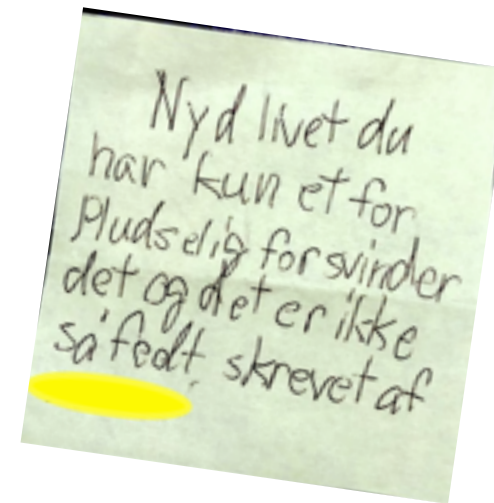 Nyd livet du
har kun et for
pludselig forsvinder
det og det er ikke
så fedt skrevet af